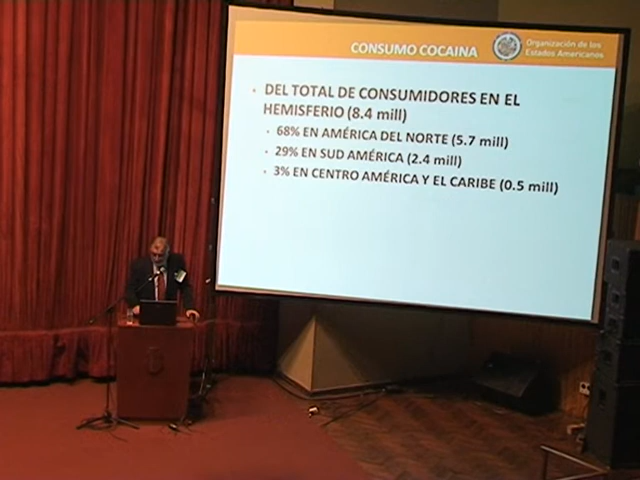 CONSUMO COCAINA
Organización de los
Estados Americanos
DEL TOTAL DE CONSUMIDORES EN EL
HEMISFERIO (8.4 mill)
68% EN AMÉRICA DEL NORTE (5.7 mill)
29% EN SUD AMÉRICA (2.4 mill)
3% EN CENTRO AMÉRICA Y EL CARIBE (0.5 mill)